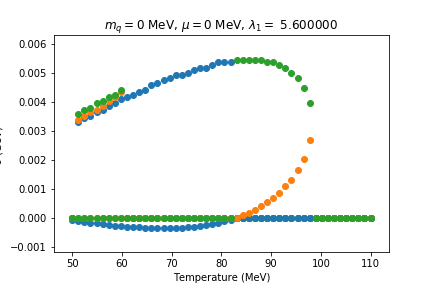 $m_q = 0$ MeV, $\mu = 0$ MeV, $\lambda_1 =$ 5.600000
0.006
0.005
0.004
0.003
0.002
0.001
0.000
−0.001
50 60 70 80 90 100 110
Temperature (MeV)